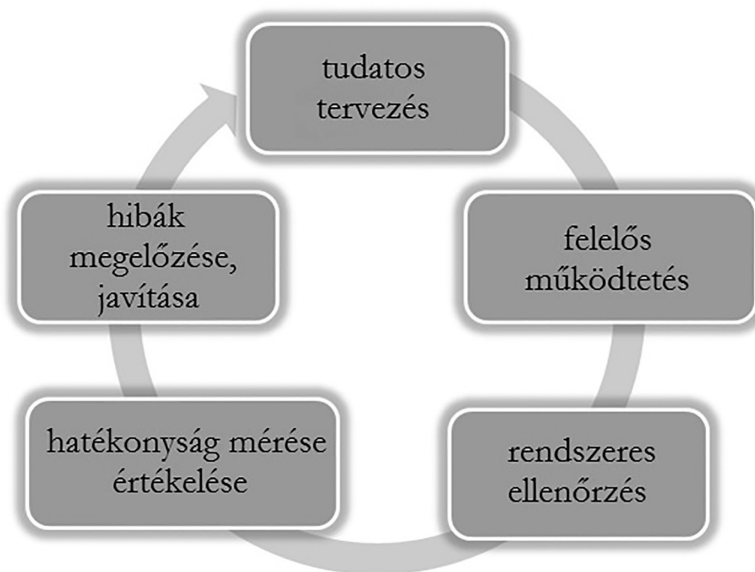 tudatos
tervezés
felelős
működtetés
rendszeres
ellenőrzés
hatékonyság mérése
értékelése
hibák
megelőzése,
javítása